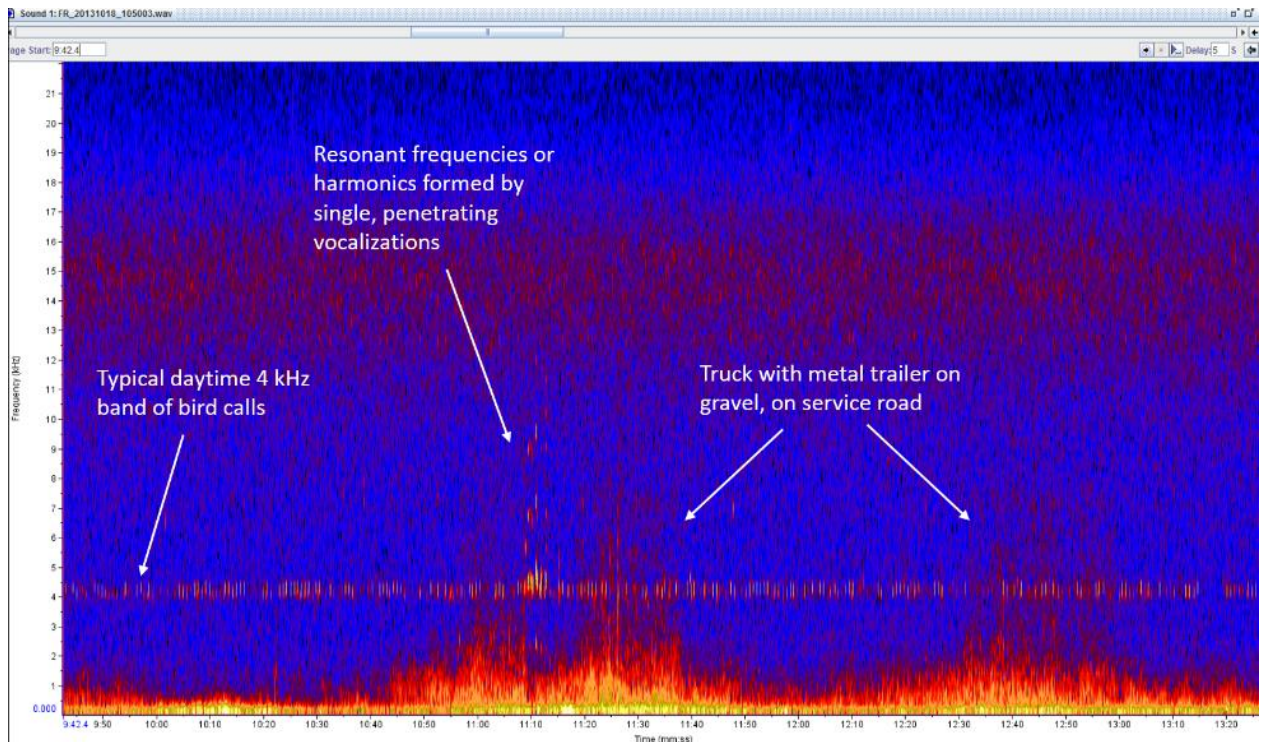 Sound 1: FR_20131018_105003.wav
age Start: 9:42.4
Delay: 5 S
Resonant frequencies or
harmonics formed by
single, penetrating
vocalizations
Typical daytime 4 kHz
band of bird calls
Truck with metal trailer on
gravel, on service road
Frequency (kHz)
21
20
19
18
17
16
15
14
13
12
11
10
9
8
7
6
5
4
3
2
1
0.000
9:42.4 9:50 10:00 10:10 10:20 10:30 10:40 10:50 11:00 11:10 11:20 11:30 11:40 11:50 12:00 12:10 12:20 12:30 12:40 12:50 13:00 13:10 13:20
Time (mm:ss)